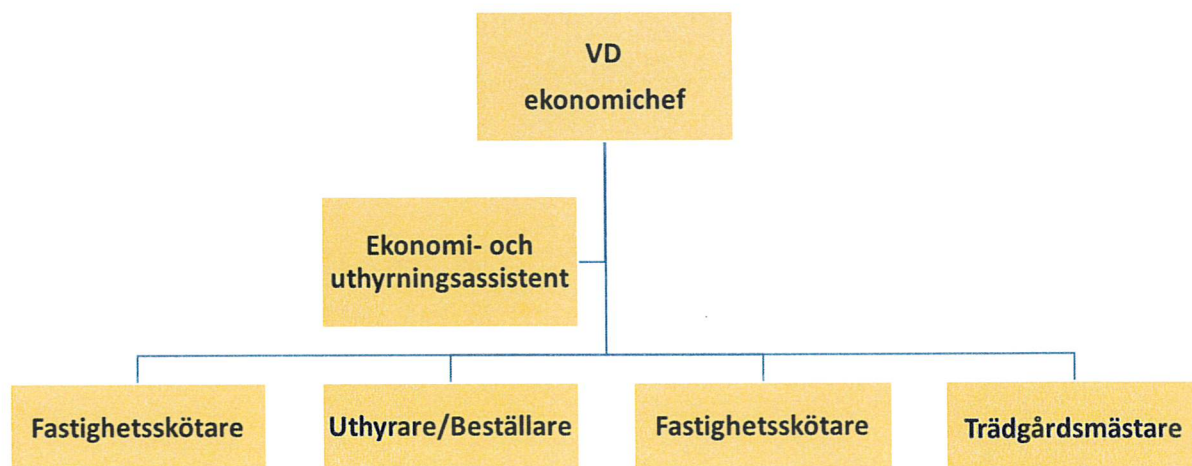 VD
ekonomichef
Ekonomi- och
uthyrningsassistent
Fastighetsskötare
Uthyrare/Beställare
Fastighetsskötare
Trädgårdsmästare